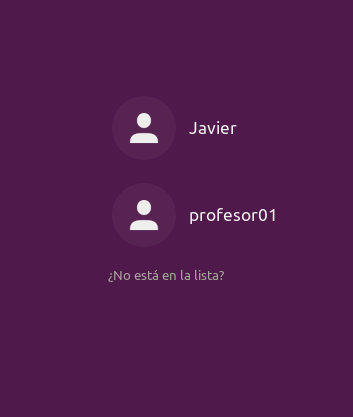 Javier
profesor01
¿No está en la lista?